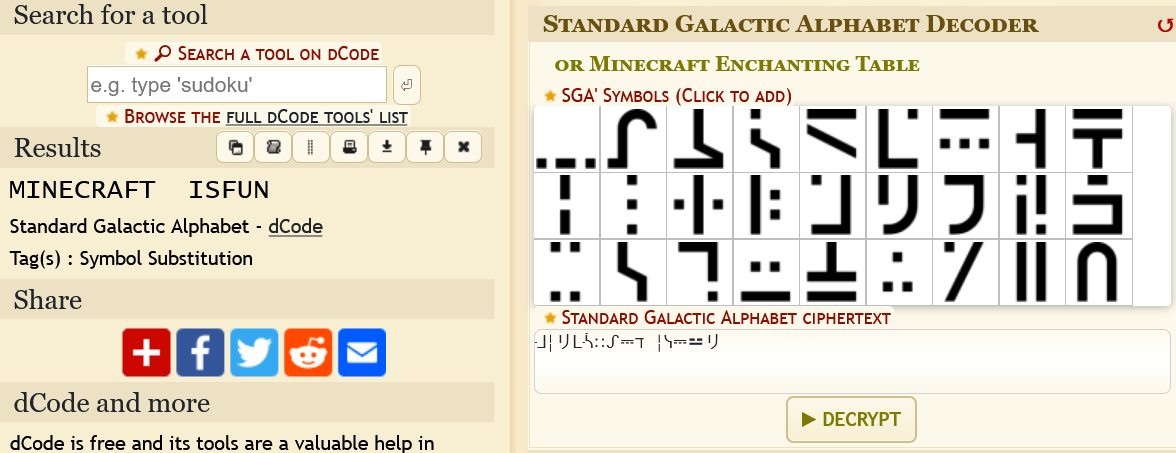 Search for a tool
Search a tool on dCode
e.g. type 'sudoku'
Browse the full dCode tools' list
Results
MINECRAFT  ISFUN
Standard Galactic Alphabet - dCode
Tag(s) : Symbol Substitution
Share
dCode and more
dCode is free and its tools are a valuable help in
Standard Galactic Alphabet Decoder
or Minecraft Enchanting Table
SGA' Symbols (Click to add)
Standard Galactic Alphabet ciphertext
▶ DECRYPT